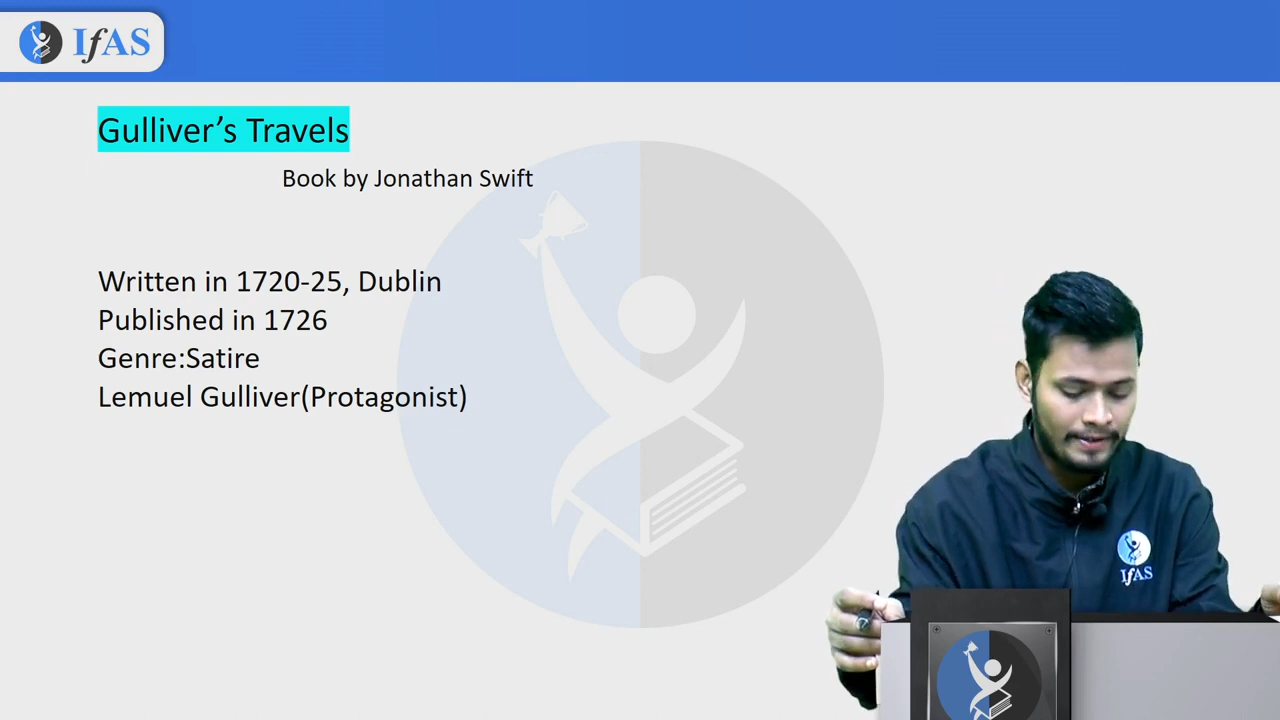 IfAS
Gulliver's Travels
Book by Jonathan Swift
Written in 1720-25, Dublin
Published in 1726
Genre:Satire
Lemuel Gulliver(Protagonist)
IfAS